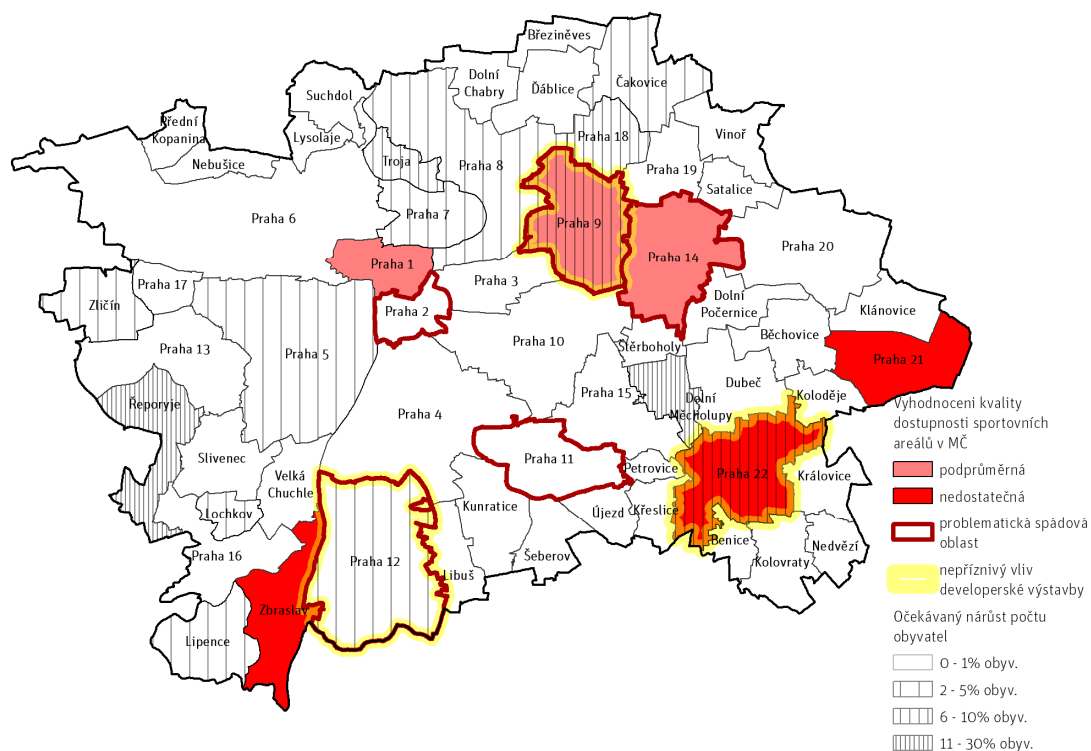 Březiněves
Dolní
Chabry
Ďáblice
Čakovice
Suchdol
Přední
Kopanina
Lysolaje
Nebušice
Troja
Praha 8
Praha 18
Vinoř
Praha 19
Satalice
Praha 6
Praha 7
Praha 9
Praha 20
Praha 1
Praha 14
Praha 17
Zličín
Praha 3
Praha 2
Dolní
Počernice
Klánovice
Běchovice
Praha 13
Praha 5
Praha 10
Štěrboholy
Praha 21
Řeporyje
Praha 4
Praha 15
Dubeč
Koloděje
Dolní
Měcholupy
Slivenec
Velká
Chuchle
Praha 11
Petrovice
Praha 22
Královice
Lochkov
Kunratice
Újezd
Křeslice
Praha 16
Praha 12
Libuš
Šeberov
Benice
Kolovraty
Nedvězí
Zbraslav
Lipence
Vyhodnoceni kvality
dostupnosti sportovních
areálů v MČ
podprůměrná
nedostatečná
problematická spádová
oblast
nepříznivý vliv
developerské výstavby
Očekávaný nárůst počtu
obyvatel
0 - 1% obyv.
2 - 5% obyv.
6 - 10% obyv.
11 - 30% obyv.